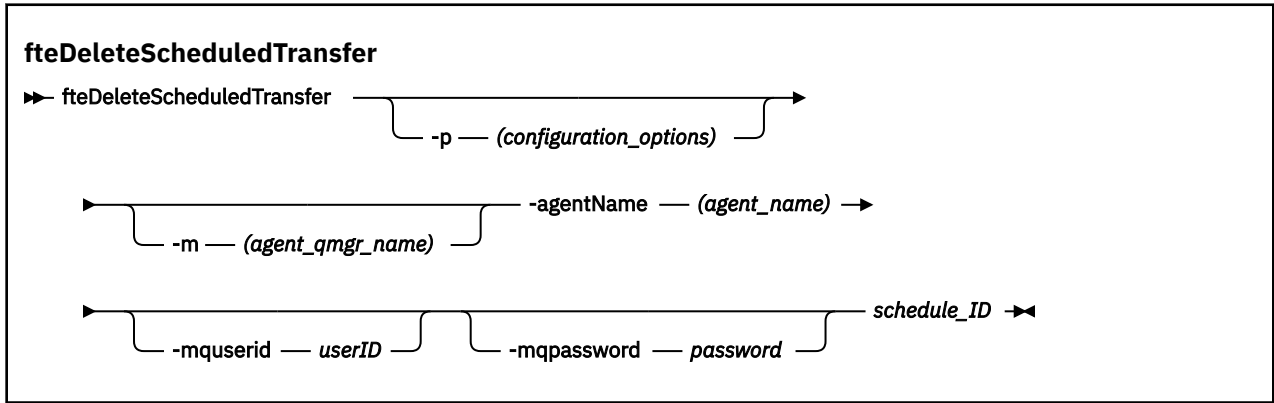 fteDeleteScheduledTransfer
fteDeleteScheduledTransfer
-p (configuration_options)
-agentName (agent_name)
-m (agent_qmgr_name)
schedule_ID
-mquserid userID -mqpassword password